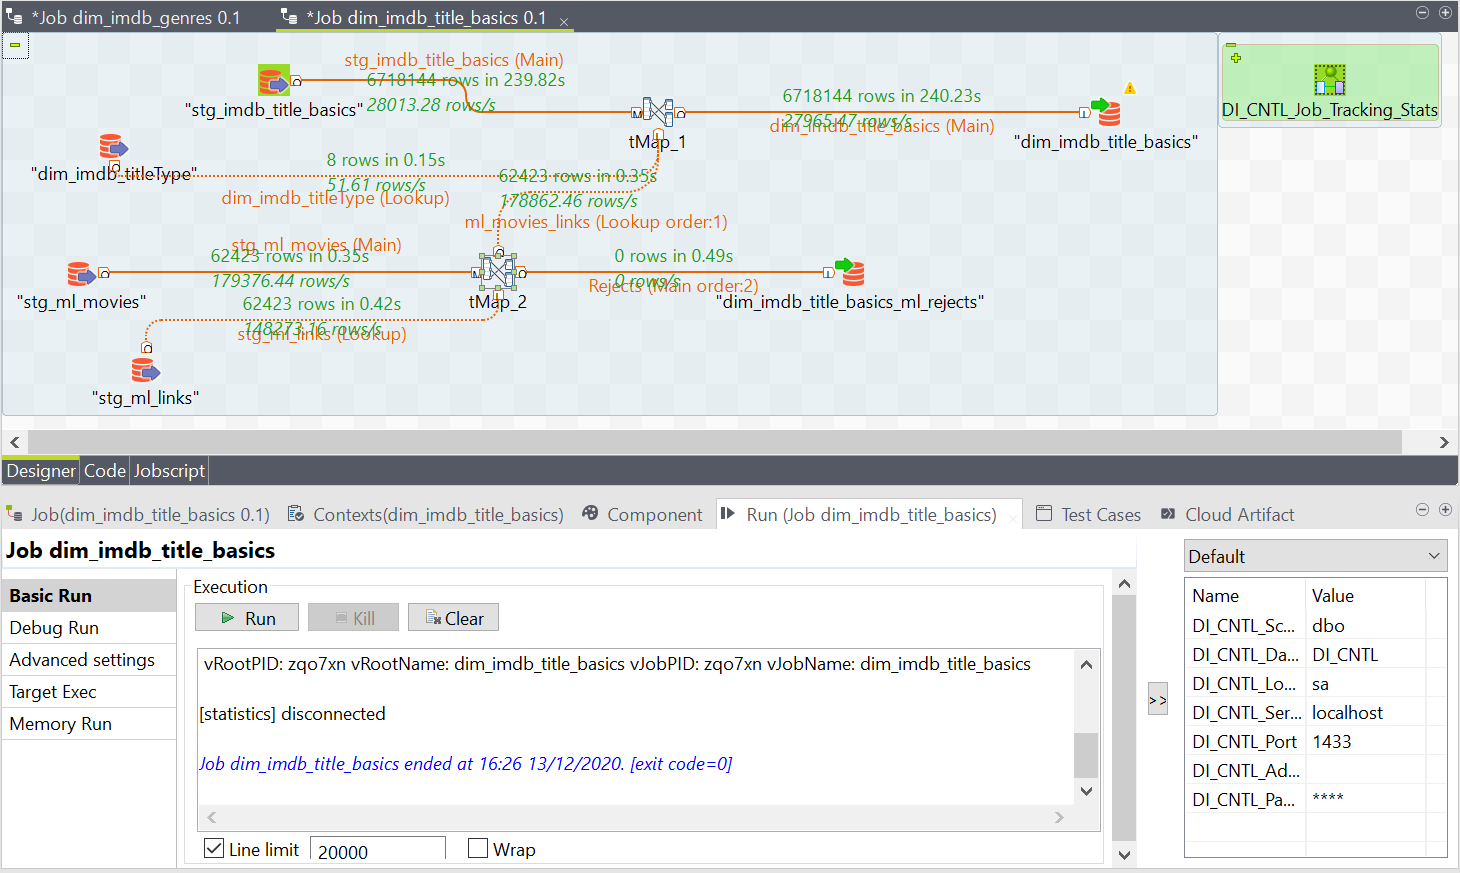 *Job dim_imdb_genres 0.1
*Job dim_imdb_title_basics 0.1
stg_imdb_title_basics (Main)
6718144 rows in 239.82s
28013.28 rows/s
"stg_imdb_title_basics"
6718144 rows in 240.23s
27965.47 rows/s
dim_imdb_title_basics (Main)
"dim_imdb_title_basics"
tMap_1
DI_CNTL_Job_Tracking_Stats
"dim_imdb_titleType"
8 rows in 0.15s
51.61 rows/s
dim_imdb_titleType (Lookup)
62423 rows in 0.35s
178862.46 rows/s
ml_movies_links (Lookup order:1)
stg_ml_movies (Main)
62423 rows in 0.35s
179376.44 rows/s
"stg_ml_movies"
tMap_2
0 rows in 0.49s
0 rows/s
Rejects (Main order:2)
"dim_imdb_title_basics_ml_rejects"
62423 rows in 0.42s
148273.16 rows/s
stg_ml_links (Lookup)
"stg_ml_links"
Designer
Code
Jobscript
Job(dim_imdb_title_basics 0.1)
Contexts(dim_imdb_title_basics)
Component
Run (Job dim_imdb_title_basics)
Test Cases
Cloud Artifact
Job dim_imdb_title_basics
Basic Run
Debug Run
Advanced settings
Target Exec
Memory Run
Execution
Run
Kill
Clear
vRootPID: zqo7xn vRootName: dim_imdb_title_basics vJobPID: zqo7xn vJobName: dim_imdb_title_basics
[statistics] disconnected
Job dim_imdb_title_basics ended at 16:26 13/12/2020. [exit code=0]
Line limit
20000
Wrap
>>
Default
Name Value
DI_CNTL_Sc... dbo
DI_CNTL_Da... DI_CNTL
DI_CNTL_Lo... sa
DI_CNTL_Ser... localhost
DI_CNTL_Port 1433
DI_CNTL_Ad...
DI_CNTL_Pa... ****